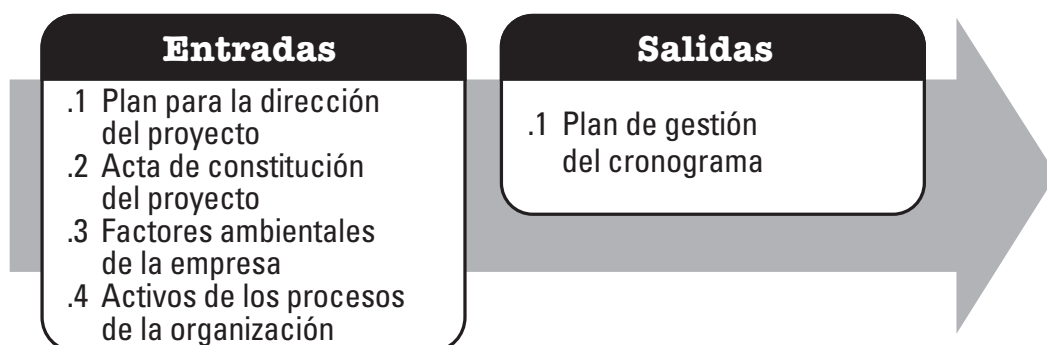 Entradas
.1 Plan para la dirección
del proyecto
.2 Acta de constitución
del proyecto
.3 Factores ambientales
de la empresa
.4 Activos de los procesos
de la organización
Salidas
.1 Plan de gestión
del cronograma